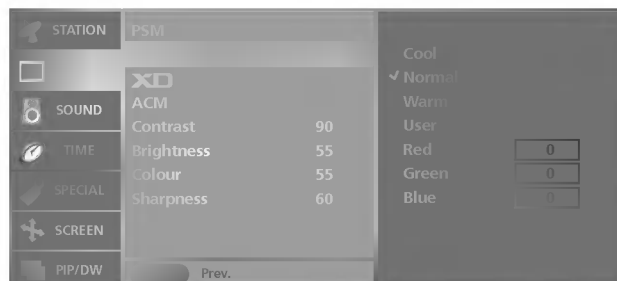 STATION
SOUND
TIME
SPECIAL
SCREEN
PIP/DW
PSM
XD
ACM
Contrast 90
Brightness 55
Colour 55
Sharpness 60
Prev.
Cool
✓ Normal
Warm
User
Red 0
Green 0
Blue 0